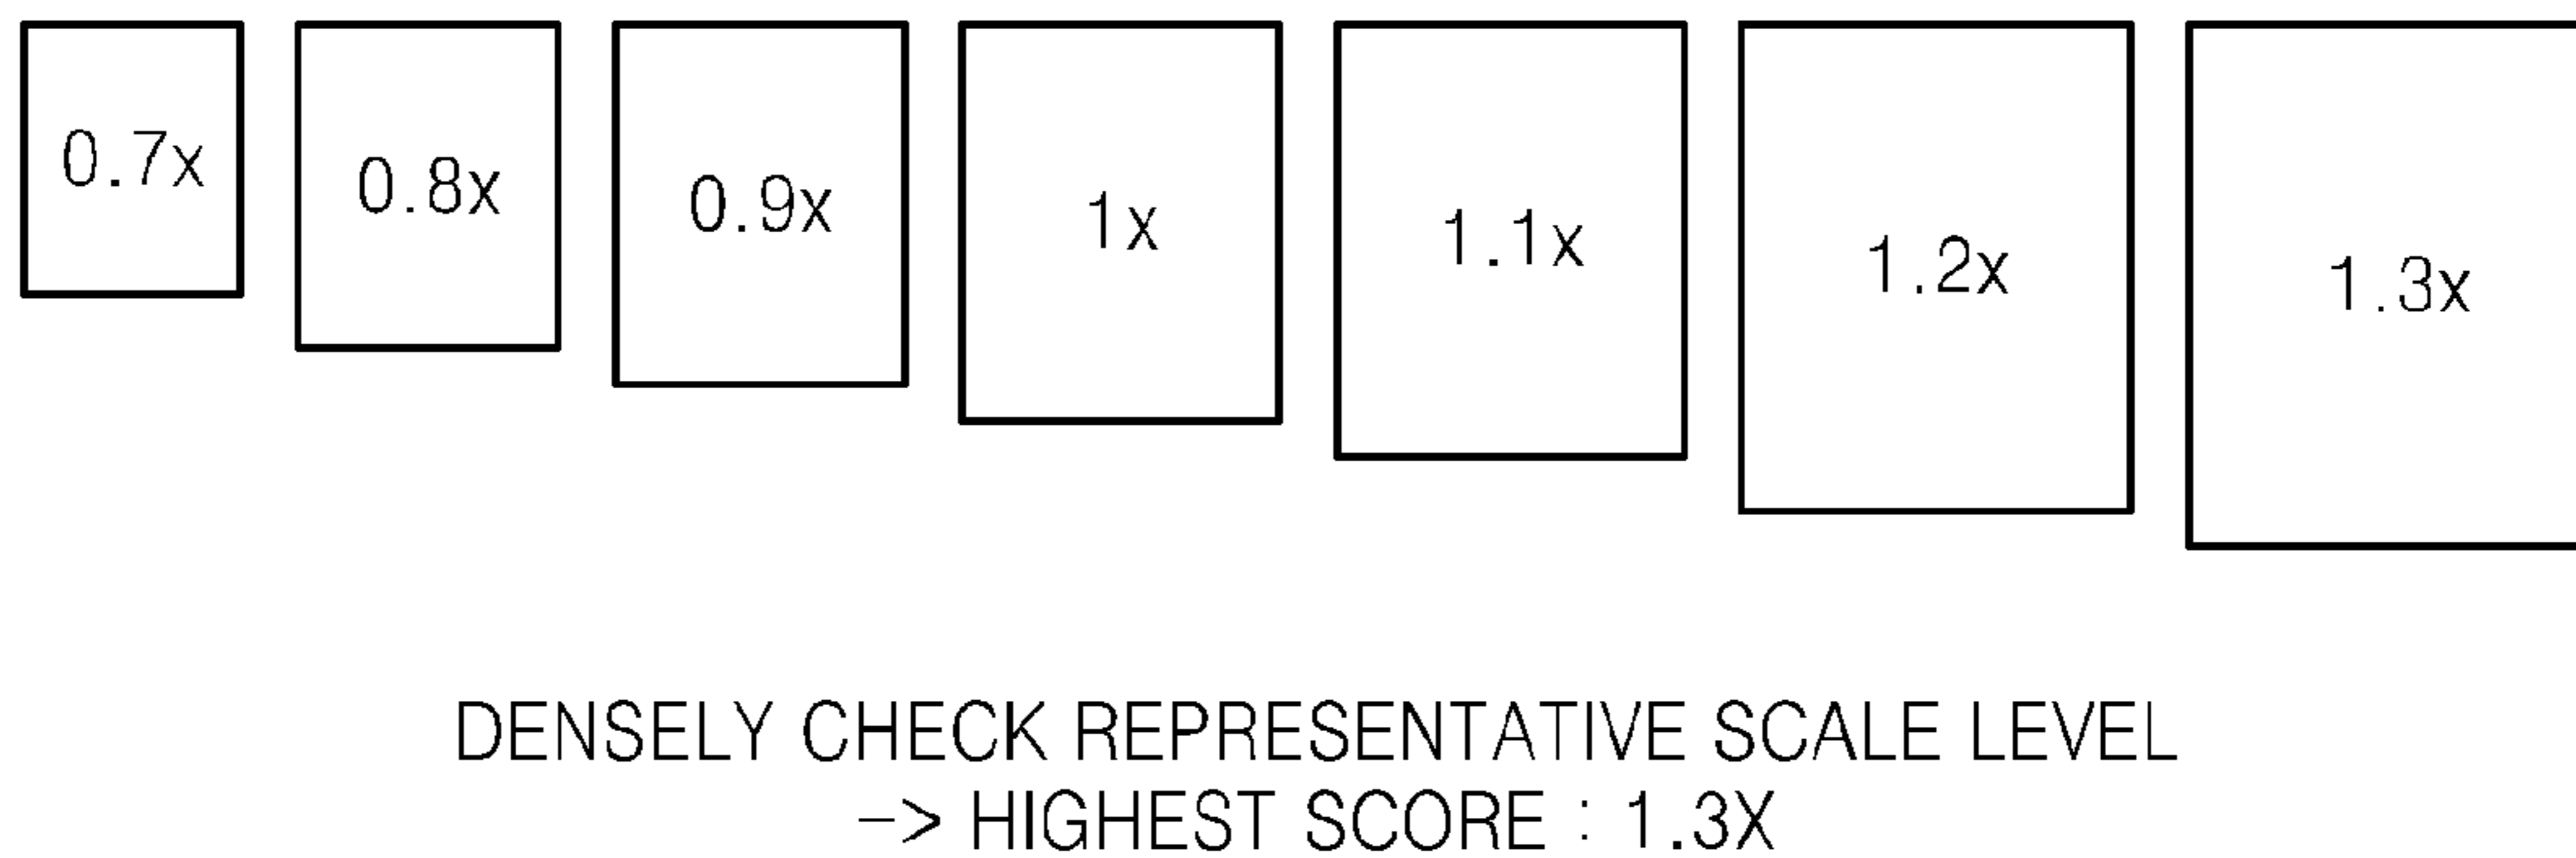 0.7x
0.8x
0.9x
1x
1.1x
1.2x
1.3x
DENSELY CHECK REPRESENTATIVE SCALE LEVEL
-> HIGHEST SCORE : 1.3X